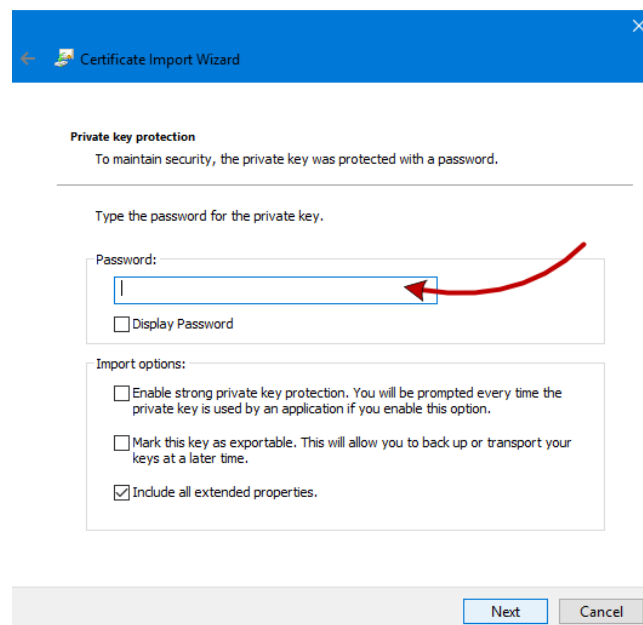 Certificate Import Wizard
Private key protection
To maintain security, the private key was protected with a password.
Type the password for the private key.
Password:
Display Password
Import options:
Enable strong private key protection. You will be prompted every time the
private key is used by an application if you enable this option.
Mark this key as exportable. This will allow you to back up or transport your
keys at a later time.
Include all extended properties.
Next
Cancel